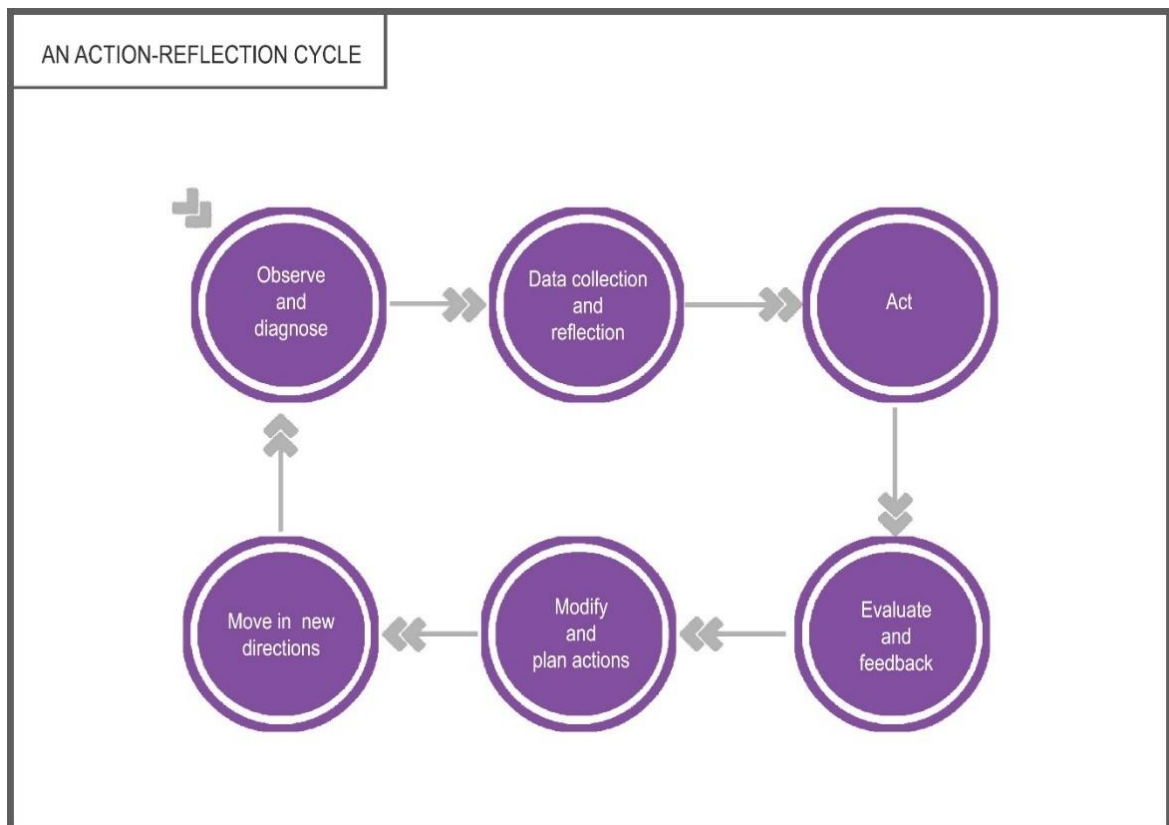 AN ACTION-REFLECTION CYCLE
Observe
and
diagnose
Data collection
and
reflection
Act
Evaluate
and
feedback
Modify
and
plan actions
Move in new
directions